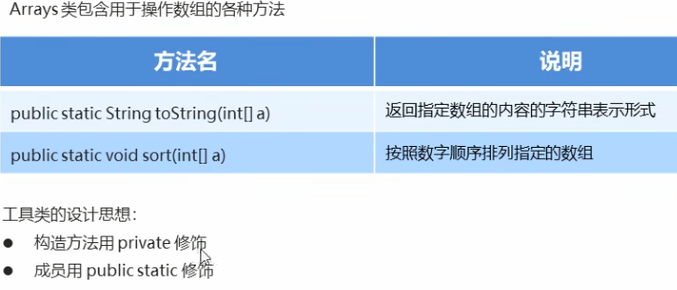 Arrays 类包含用于操作数组的各种方法
方法名 说明
public static String toString(int[] a) 返回指定数组的内容的字符串表示形式
public static void sort(int[] a) 按照数字顺序排列指定的数组
工具类的设计思想：
● 构造方法用 private 修饰
● 成员用 public static 修饰